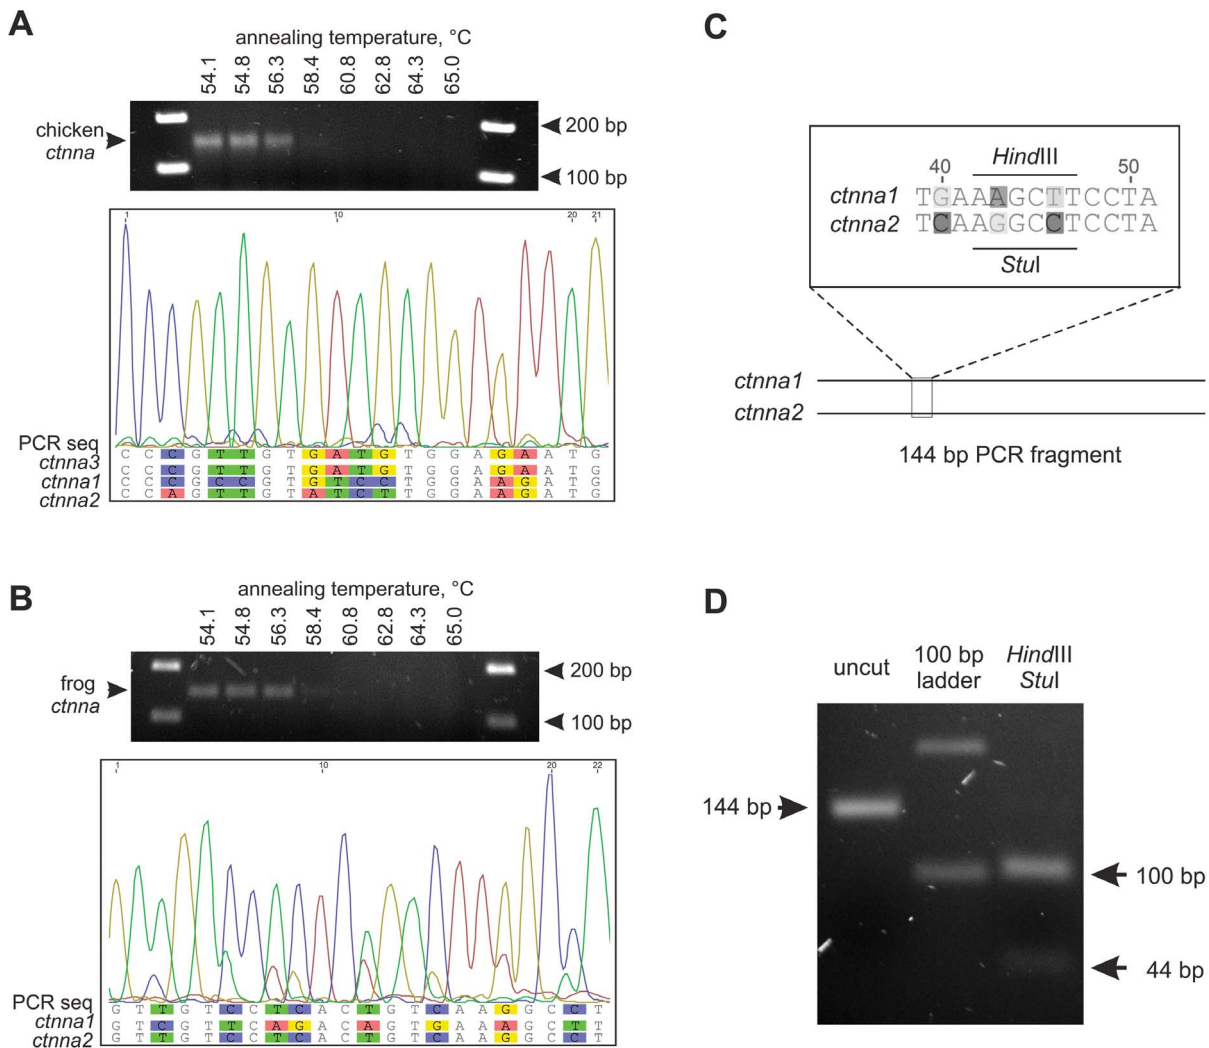 A
annealing temperature, °C
54.1 54.8 56.3 58.4 60.8 62.8 64.3 65.0
chicken
ctnna
200 bp
100 bp
1 10 20 21
PCR seq C C C G T T G T G A T G T G G A G A A T G
ctnna3 C C C G T T G T G A T G T G G A G A A T G
ctnna1 C C C G C C G T G T C C T G G A A G A T G
ctnna2 C C A G T T G T A T C T T G G A A G A T G
B
annealing temperature, °C
54.1 54.8 56.3 58.4 60.8 62.8 64.3 65.0
frog
ctnna
200 bp
100 bp
1 10 20 22
PCR seq G T T G T C C T C A C T G T C A A G G C C T
ctnna1 G T C G T T C A G A C A G T G A A A G C T T
ctnna2 G T T G T C C T C A C T G T C A A G G C C T
C
HindIII
40 50
ctnna1 TGAAAGCTTCCTA
ctnna2 TCAAGGCCTCCTA
StuI
ctnna1
ctnna2
144 bp PCR fragment
D
uncut
100 bp
ladder
HindIII
StuI
144 bp
100 bp
44 bp